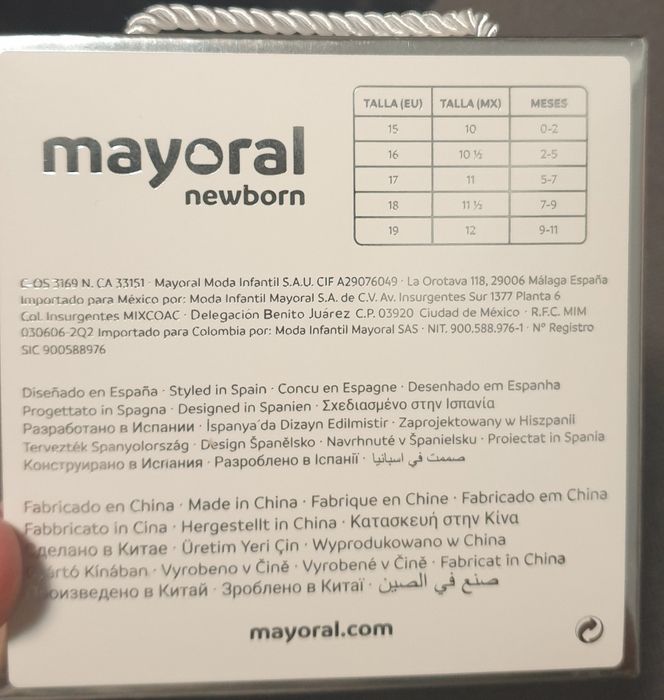 mayoral
newborn
TALLA (EU) TALLA (MX) MESES
15 10 0-2
16 10 ½ 2-5
17 11 5-7
18 11 ½ 7-9
19 12 9-11
C-OS 3169 N. CA 33151 · Mayoral Moda Infantil S.A.U. CIF A29076049 · La Orotava 118, 29006 Málaga España
Importado para México por: Moda Infantil Mayoral S.A. de C.V. Av. Insurgentes Sur 1377 Planta 6
Col. Insurgentes MIXCOAC · Delegación Benito Juárez C.P. 03920 Ciudad de México · R.F.C. MIM
030606-2Q2 Importado para Colombia por: Moda Infantil Mayoral SAS · NIT. 900.588.976-1 · Nº Registro
SIC 900588976
Diseñado en España · Styled in Spain · Concu en Espagne · Desenhado em Espanha
Progettato in Spagna · Designed in Spanien · Σχεδιασμένο στην Ισπανία
Разработано в Испании · İspanya'da Dizayn Edilmistir · Zaprojektowany w Hiszpanii
Tervezték Spanyolország · Design Španělsko · Navrhnuté v Španielsku · Proiectat in Spania
Конструирано в Испания · Розроблено в Іспанії · صممت في اسبانيا
Fabricado en China · Made in China · Fabrique en Chine · Fabricado em China
Fabbricato in Cina · Hergestellt in China · Κατασκευή στην Κίνα
Сделано в Китае · Üretim Yeri Çin · Wyprodukowano w China
Gyártó Kínában · Vyrobeno v Čině · Vyrobené v Čině · Fabricat în China
Произведено в Китай · Зроблено в Китаї · صنع في الصين
mayoral.com